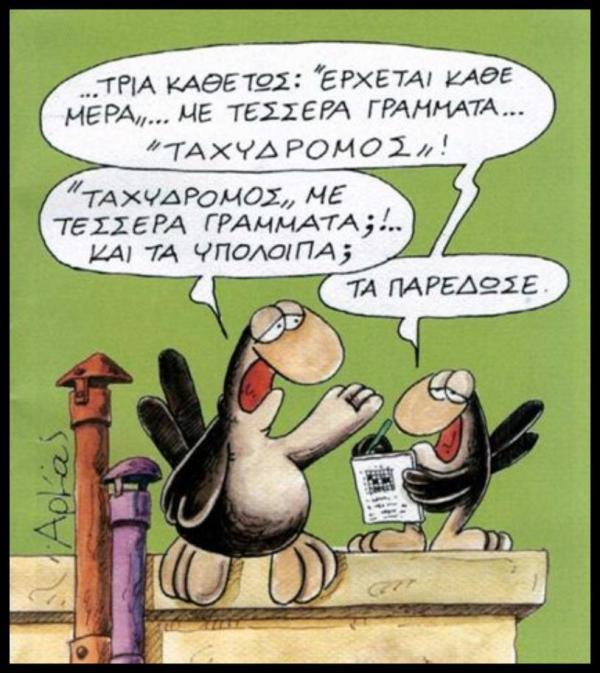 ...ΤΡΙΑ ΚΑΘΕΤΩΣ: "ΕΡΧΕΤΑΙ ΚΑΘΕ
ΜΕΡΑ,,... ΜΕ ΤΕΣΣΕΡΑ ΓΡΑΜΜΑΤΑ...
"ΤΑΧΥΔΡΟΜΟΣ,,!
"ΤΑΧΥΔΡΟΜΟΣ,, ΜΕ
ΤΕΣΣΕΡΑ ΓΡΑΜΜΑΤΑ;!..
ΚΑΙ ΤΑ ΥΠΟΛΟΙΠΑ;
ΤΑ ΠΑΡΕΔΩΣΕ.
Αρκάς